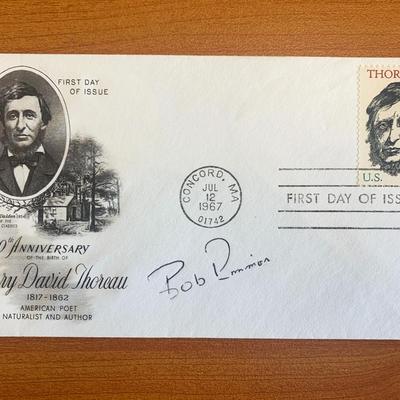 FIRST DAY
OF ISSUE
THOR
CONCORD, MA
JUL
12
1967
01742
FIRST DAY OF ISS
U.S.
0th ANNIVERSARY
OF THE BIRTH OF
ry David Thoreau
1817-1862
AMERICAN POET
NATURALIST AND AUTHOR
Bob